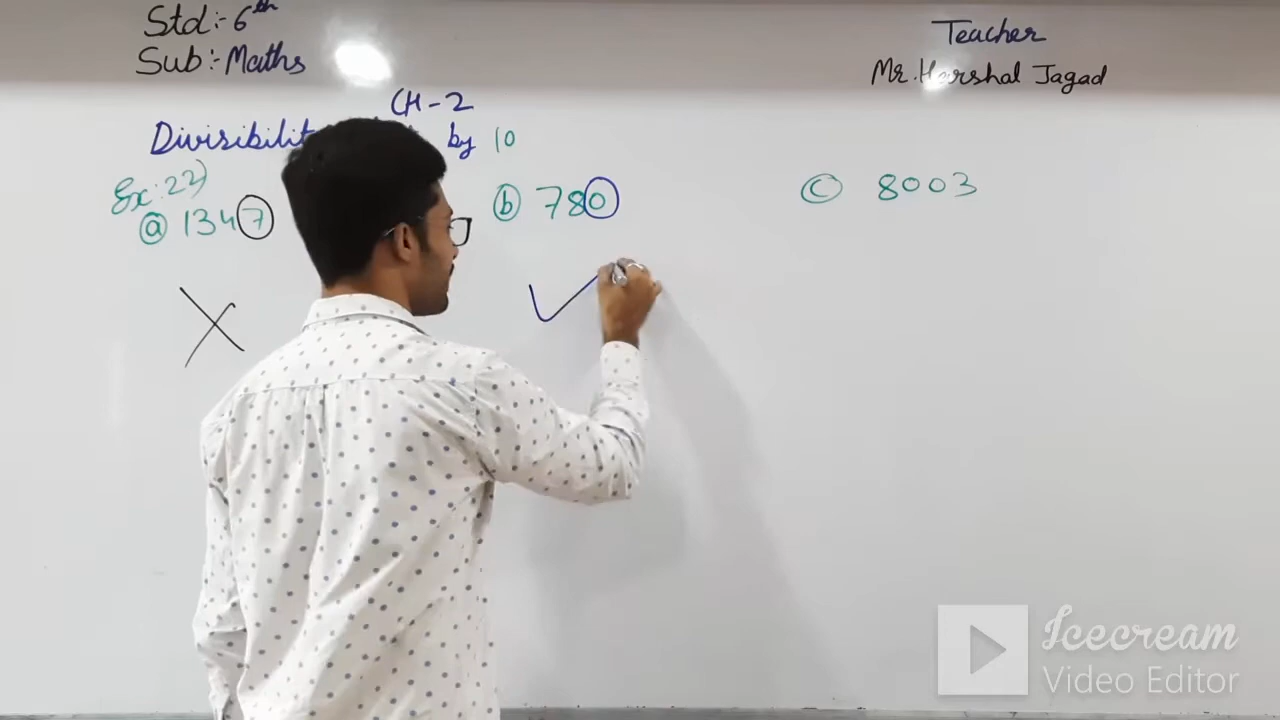 Std:- 6th
Sub:- Maths
Teacher
Mr. Harshal Jagad
CH-2
by 10
Ex: 22)
a 1347
b 780
c 8003
Icecream
Video Editor